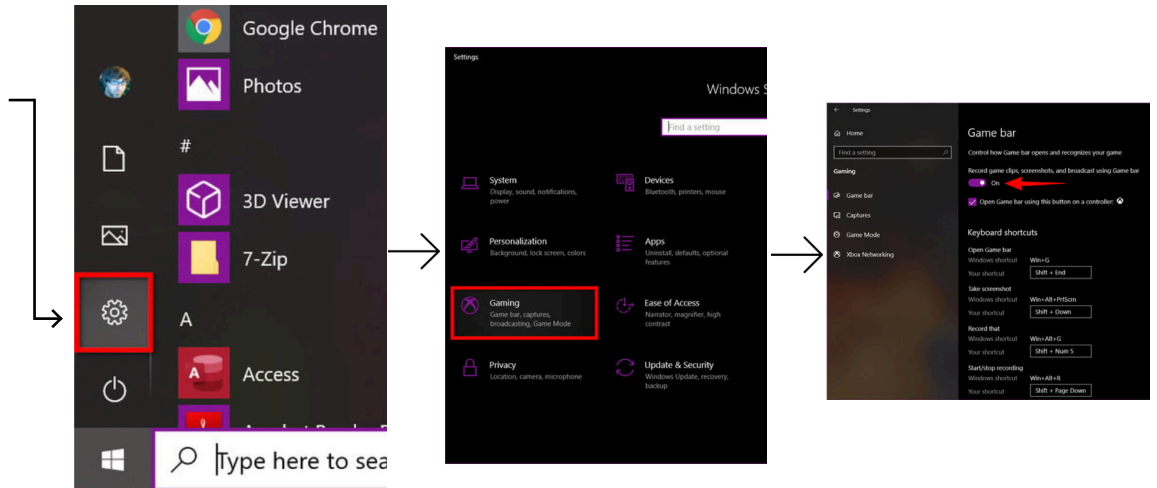 Google Chrome
Photos
#
3D Viewer
7-Zip
A
Access
Type here to sea
Settings
Windows S
Find a setting
System
Display, sound, notifications,
power
Devices
Bluetooth, printers, mouse
Personalization
Background, lock screen, colors
Apps
Uninstall, defaults, optional
features
Gaming
Game bar, captures,
broadcasting, Game Mode
Ease of Access
Narrator, magnifier, high
contrast
Privacy
Location, camera, microphone
Update & Security
Windows Update, recovery,
backup
Settings
Home
Find a setting
Gaming
Game bar
Captures
Game Mode
Xbox Networking
Game bar
Control how Game bar opens and recognizes your game
Record game clips, screenshots, and broadcast using Game bar
On
Open Game bar using this button on a controller:
Keyboard shortcuts
Open Game bar
Windows shortcut Win+G
Your shortcut Shift + End
Take screenshot
Windows shortcut Win+Alt+PrtScrn
Your shortcut Shift + Down
Record that
Windows shortcut Win+Alt+G
Your shortcut Shift + Num 5
Start/stop recording
Windows shortcut Win+Alt+R
Your shortcut Shift + Page Down